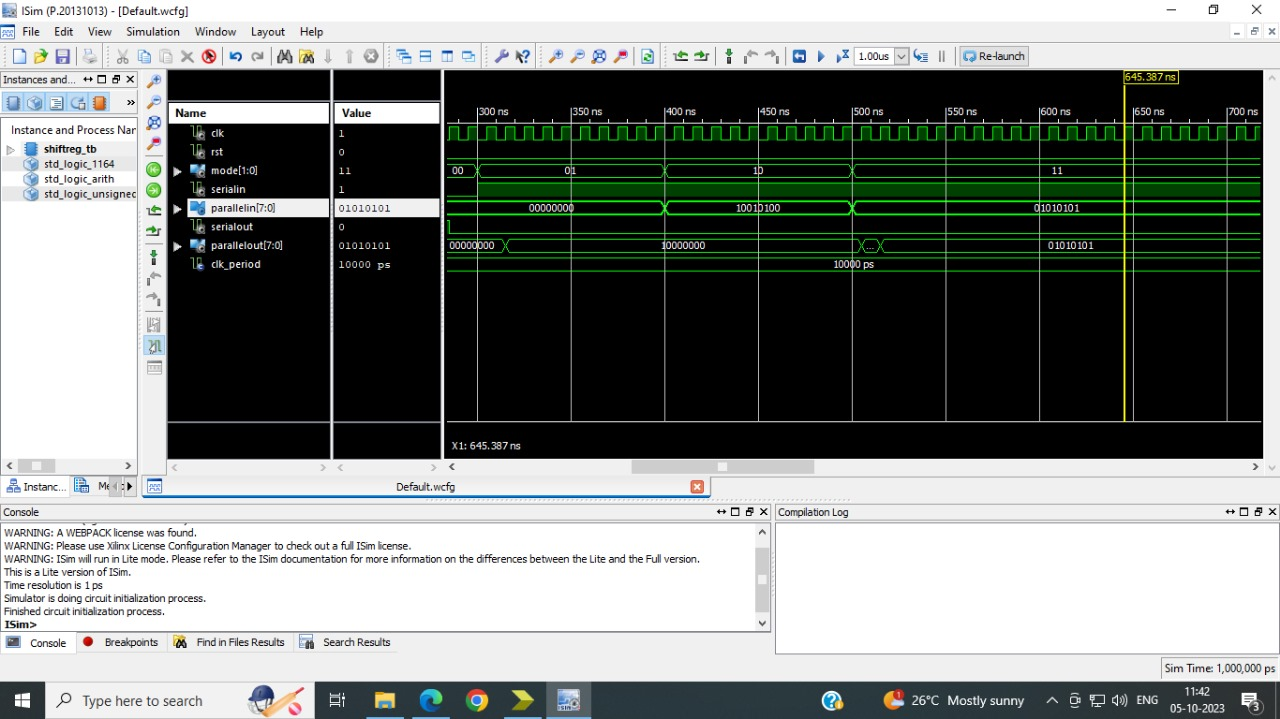 ISim (P.20131013) - [Default.wcfg]
File Edit View Simulation Window Layout Help
1.00us Re-launch
Instances and...
»
Instance and Process Nar
shiftreg_tb
std_logic_1164
std_logic_arith
std_logic_unsigned
Instanc...
Me
Name Value
clk 1
rst 0
mode[1:0] 11
serialin 1
parallelin[7:0] 01010101
serialout 0
parallelout[7:0] 01010101
clk_period 10000 ps
645.387 ns
300 ns 350 ns 400 ns 450 ns 500 ns 550 ns 600 ns 650 ns 700 ns
00 01 10 11
00000000 10010100 01010101
00000000 10000000 ... 01010101
10000 ps
X1: 645.387 ns
Default.wcfg
Console
WARNING: A WEBPACK license was found.
WARNING: Please use Xilinx License Configuration Manager to check out a full ISim license.
WARNING: ISim will run in Lite mode. Please refer to the ISim documentation for more information on the differences between the Lite and the Full version.
This is a Lite version of ISim.
Time resolution is 1 ps
Simulator is doing circuit initialization process.
Finished circuit initialization process.
ISim>
Console Breakpoints Find in Files Results Search Results
Compilation Log
Sim Time: 1,000,000 ps
Type here to search
ISim
1
26°C Mostly sunny
ENG
11:42
05-10-2023
3